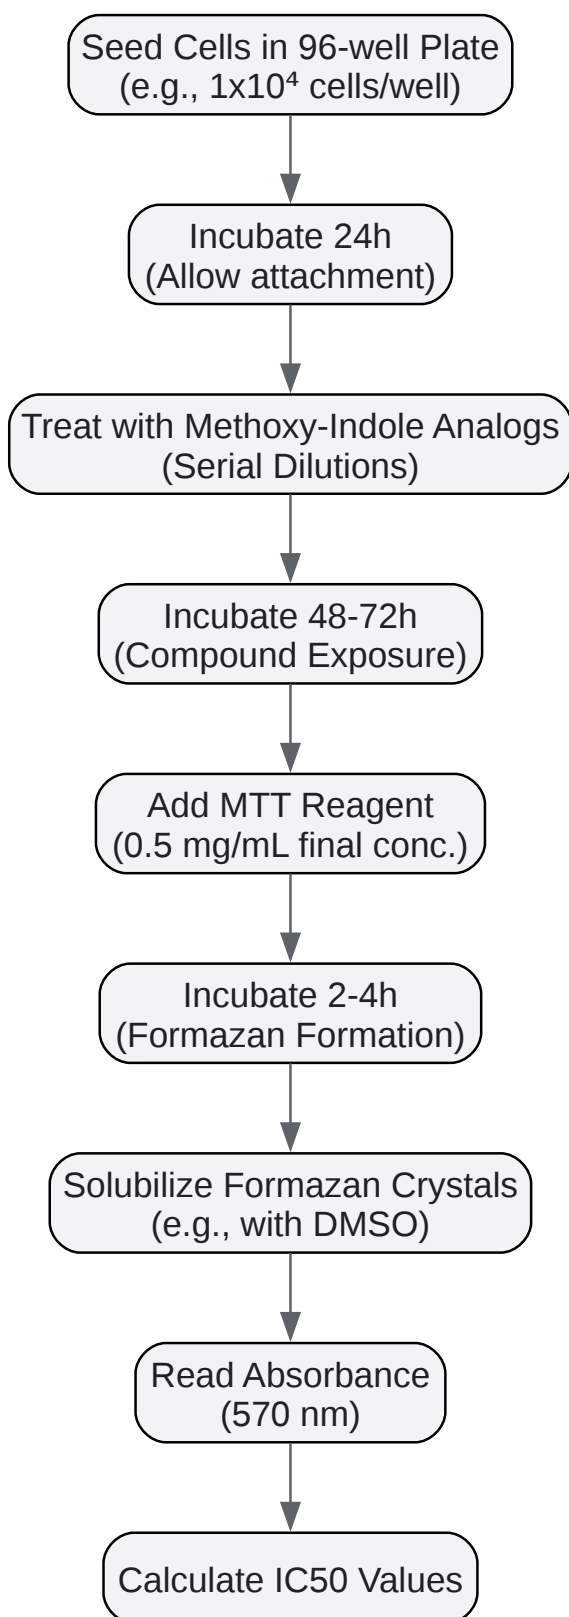 Seed Cells in 96-well Plate
(e.g., 1x10⁴ cells/well)
Incubate 24h
(Allow attachment)
Treat with Methoxy-Indole Analogs
(Serial Dilutions)
Incubate 48-72h
(Compound Exposure)
Add MTT Reagent
(0.5 mg/mL final conc.)
Incubate 2-4h
(Formazan Formation)
Solubilize Formazan Crystals
(e.g., with DMSO)
Read Absorbance
(570 nm)
Calculate IC50 Values